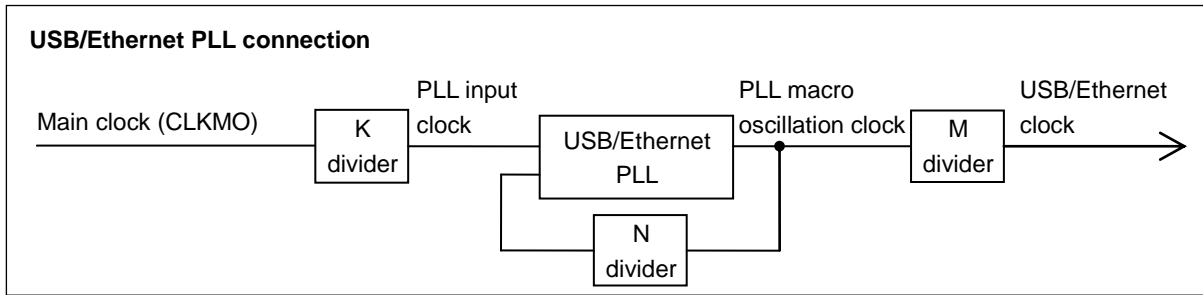 USB/Ethernet PLL connection
Main clock (CLKMO)
K
divider
PLL input
clock
USB/Ethernet
PLL
N
divider
PLL macro
oscillation clock
M
divider
USB/Ethernet
clock